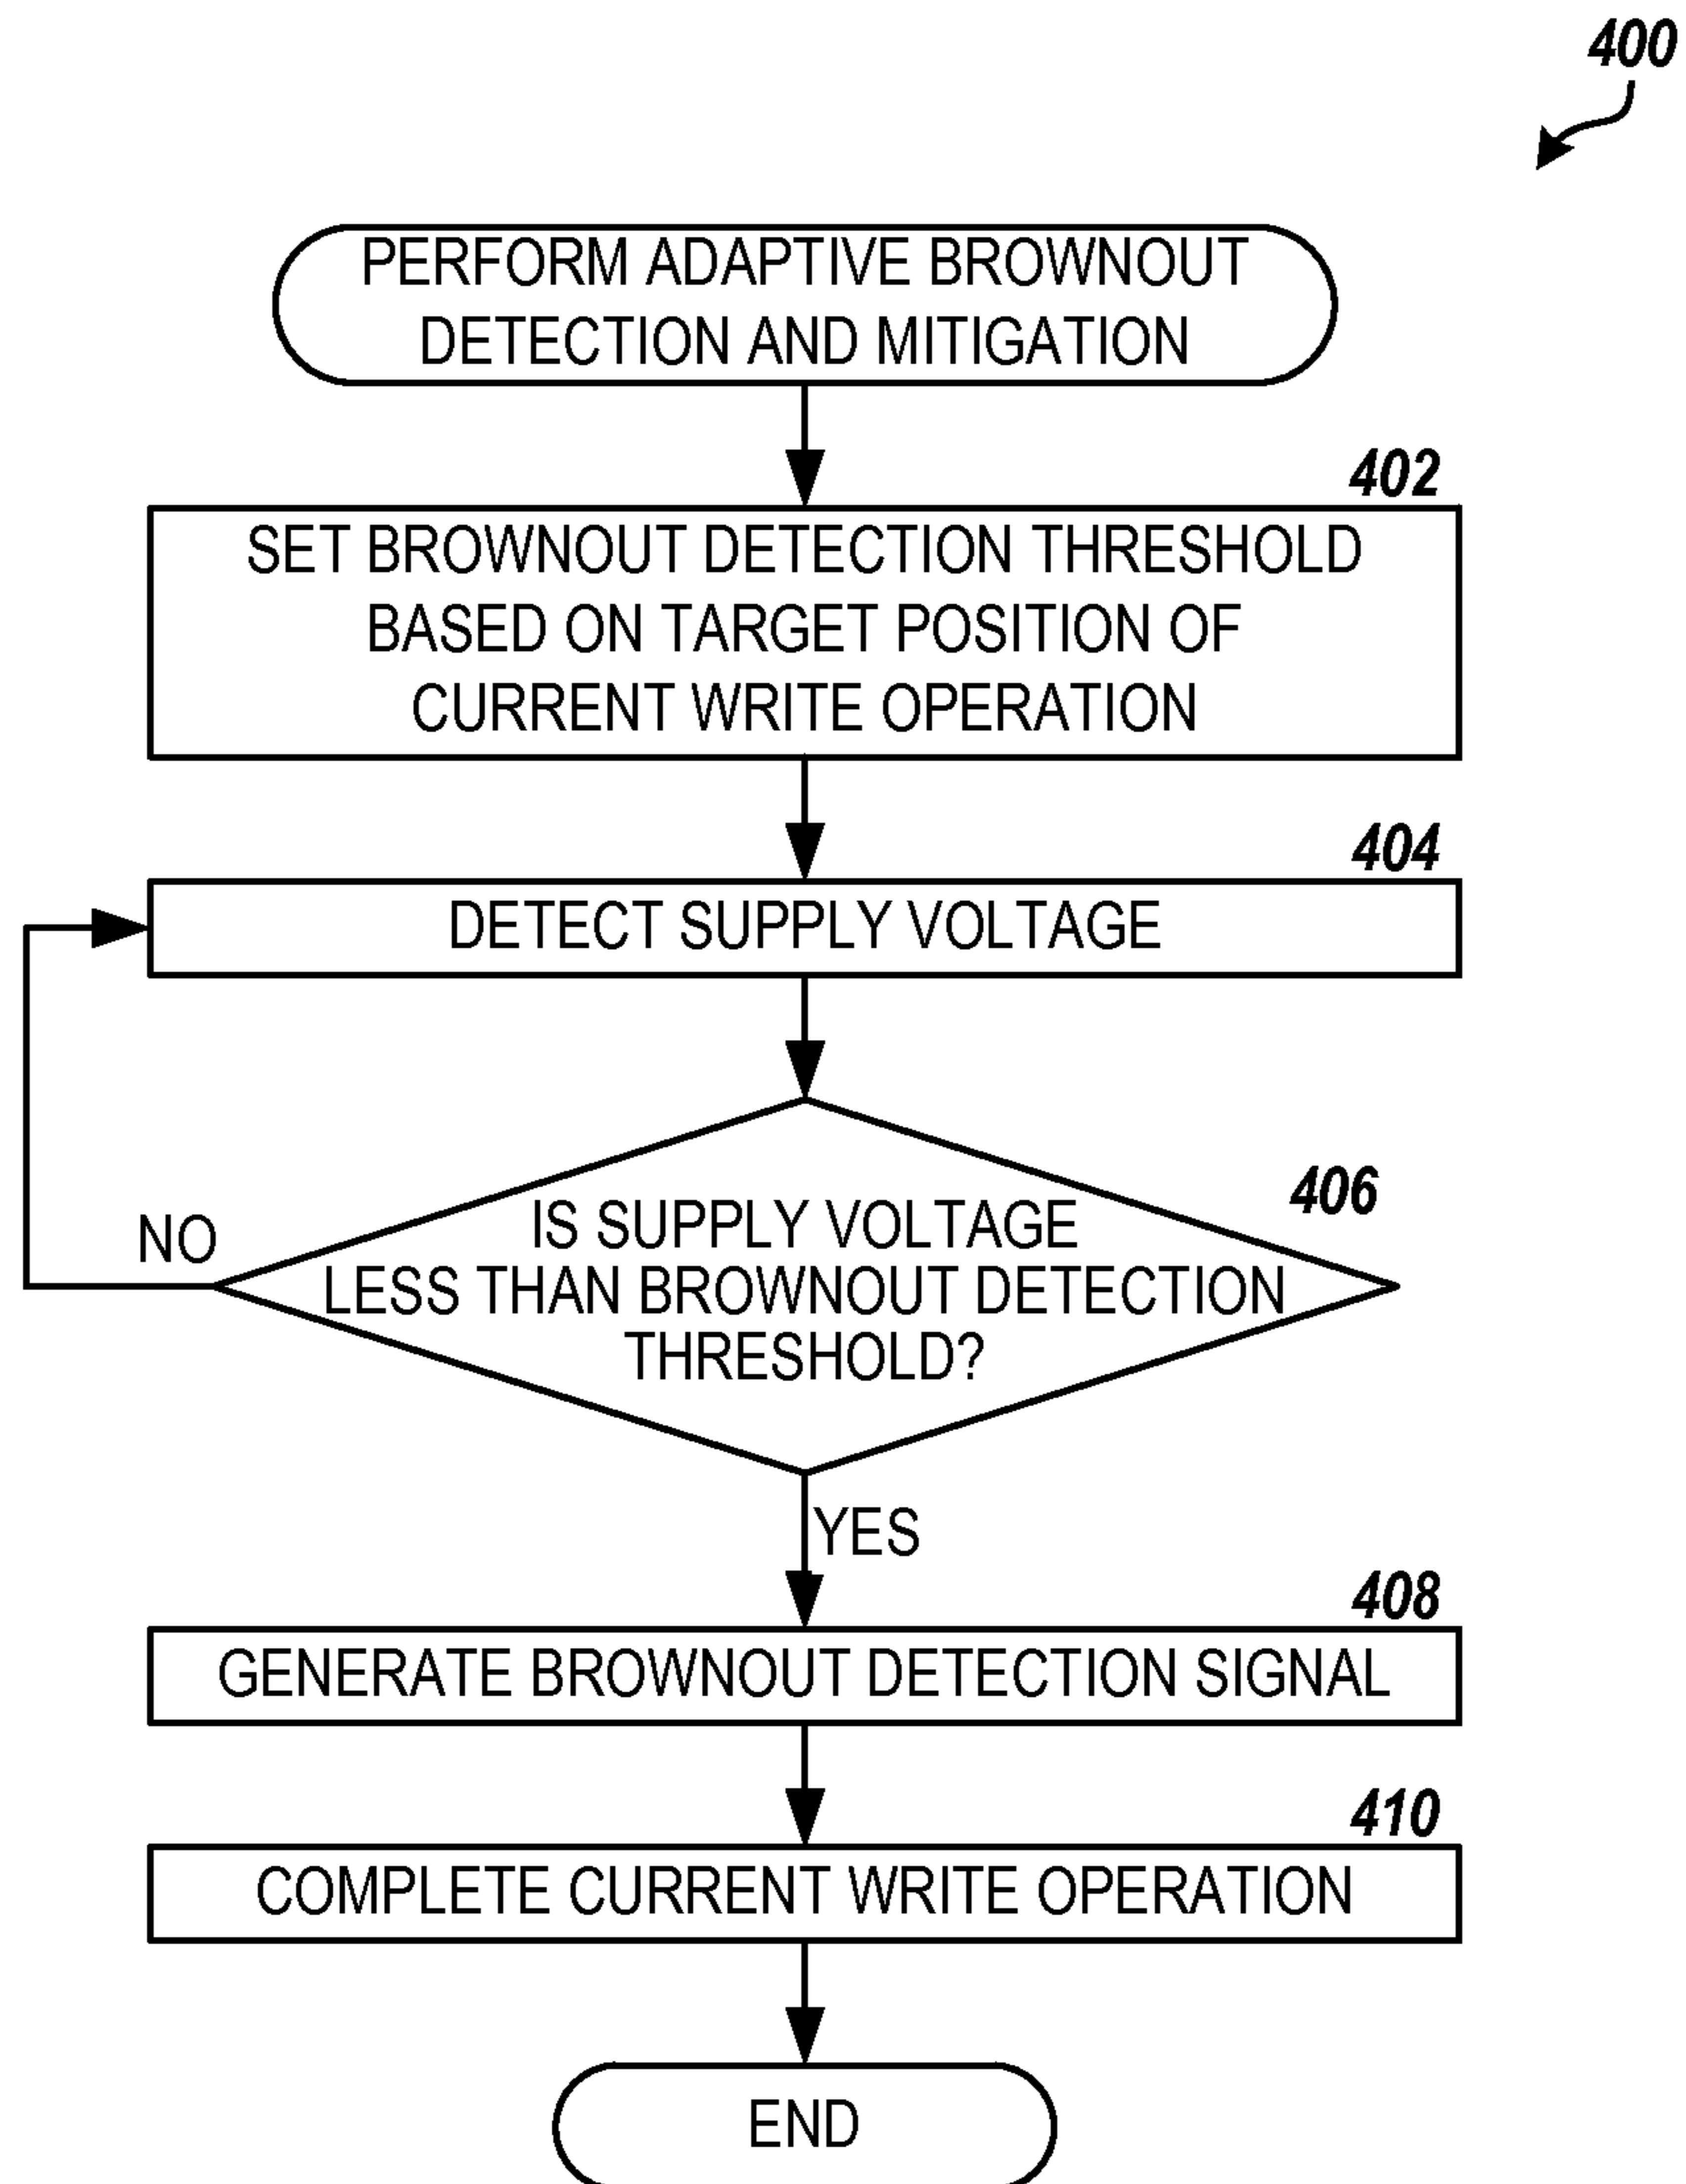 400
PERFORM ADAPTIVE BROWNOUT
DETECTION AND MITIGATION
402
SET BROWNOUT DETECTION THRESHOLD
BASED ON TARGET POSITION OF
CURRENT WRITE OPERATION
404
DETECT SUPPLY VOLTAGE
406
IS SUPPLY VOLTAGE
LESS THAN BROWNOUT DETECTION
THRESHOLD?
NO
YES
408
GENERATE BROWNOUT DETECTION SIGNAL
410
COMPLETE CURRENT WRITE OPERATION
END